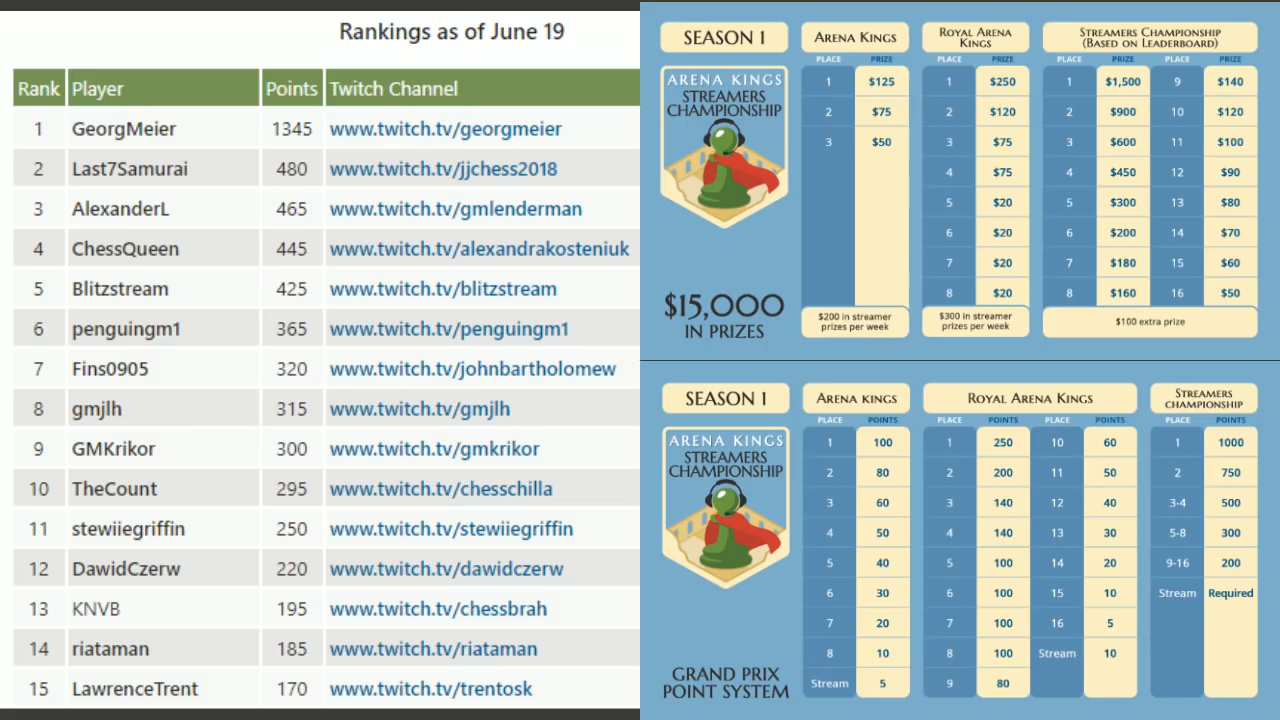 Rankings as of June 19
Rank Player Points Twitch Channel
1 GeorgMeier 1345 www.twitch.tv/georgmeier
2 Last7Samurai 480 www.twitch.tv/jjchess2018
3 AlexanderL 465 www.twitch.tv/gmlenderman
4 ChessQueen 445 www.twitch.tv/alexandrakosteniuk
5 Blitzstream 425 www.twitch.tv/blitzstream
6 penguingm1 365 www.twitch.tv/penguingm1
7 Fins0905 320 www.twitch.tv/johnbartholomew
8 gmjlh 315 www.twitch.tv/gmjlh
9 GMKrikor 300 www.twitch.tv/gmkrikor
10 TheCount 295 www.twitch.tv/chesschilla
11 stewiiegriffin 250 www.twitch.tv/stewiiegriffin
12 DawidCzerw 220 www.twitch.tv/dawidczerw
13 KNVB 195 www.twitch.tv/chessbrah
14 riataman 185 www.twitch.tv/riataman
15 LawrenceTrent 170 www.twitch.tv/trentosk
SEASON 1
ARENA KINGS
STREAMERS
CHAMPIONSHIP
$15,000
IN PRIZES
ARENA KINGS
PLACE PRIZE
1 $125
2 $75
3 $50
$200 in streamer
prizes per week
ROYAL ARENA
KINGS
PLACE PRIZE
1 $250
2 $120
3 $75
4 $75
5 $20
6 $20
7 $20
8 $20
$300 in streamer
prizes per week
STREAMERS CHAMPIONSHIP
(BASED ON LEADERBOARD)
PLACE PRIZE PLACE PRIZE
1 $1,500 9 $140
2 $900 10 $120
3 $600 11 $100
4 $450 12 $90
5 $300 13 $80
6 $200 14 $70
7 $180 15 $60
8 $160 16 $50
$100 extra prize
SEASON 1
ARENA KINGS
STREAMERS
CHAMPIONSHIP
GRAND PRIX
POINT SYSTEM
ARENA KINGS
PLACE POINTS
1 100
2 80
3 60
4 50
5 40
6 30
7 20
8 10
Stream 5
ROYAL ARENA KINGS
PLACE POINTS PLACE POINTS
1 250 10 60
2 200 11 50
3 140 12 40
4 140 13 30
5 100 14 20
6 100 15 10
7 100 16 5
8 100 Stream 10
9 80
STREAMERS
CHAMPIONSHIP
PLACE POINTS
1 1000
2 750
3-4 500
5-8 300
9-16 200
Stream Required